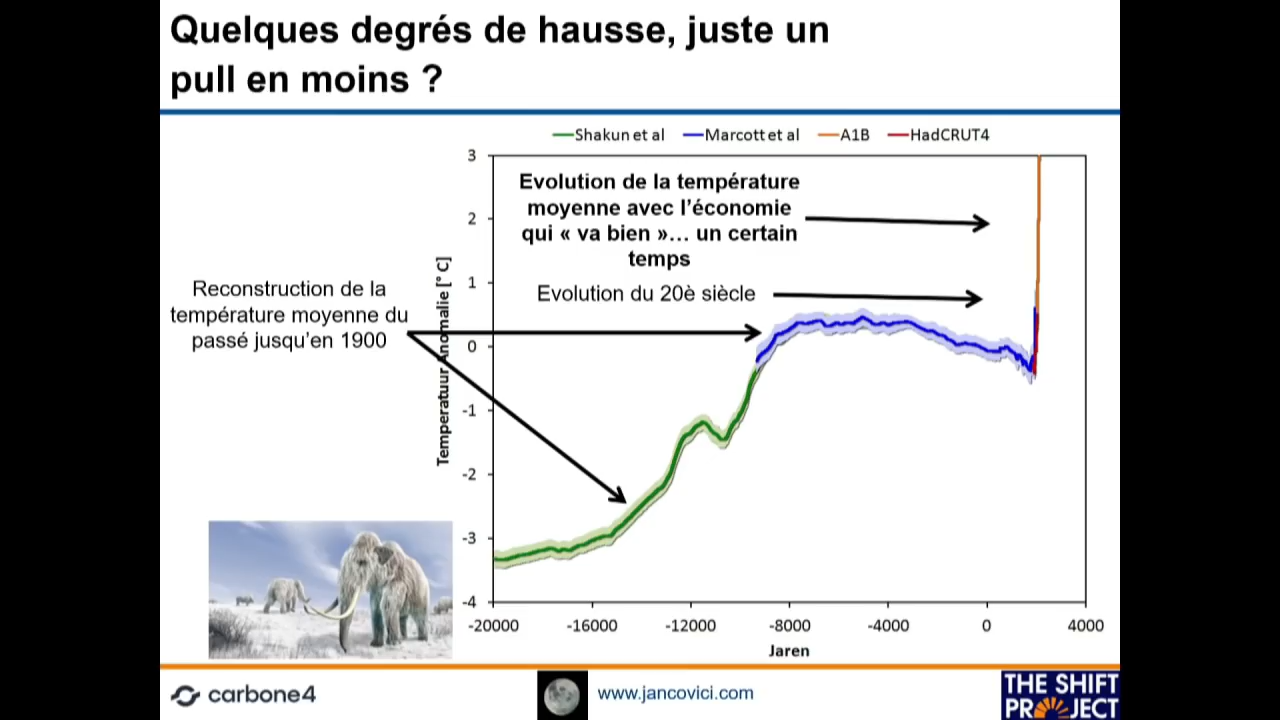 Quelques degrés de hausse, juste un
pull en moins ?
Shakun et al
Marcott et al
A1B
HadCRUT4
3
2
1
0
-1
-2
-3
-4
Temperatuur Anomalie [° C]
Evolution de la température
moyenne avec l’économie
qui « va bien »… un certain
temps
Evolution du 20è siècle
Reconstruction de la
température moyenne du
passé jusqu’en 1900
-20000
-16000
-12000
-8000
-4000
0
4000
Jaren
carbone4
www.jancovici.com
THE SHIFT
PROJECT